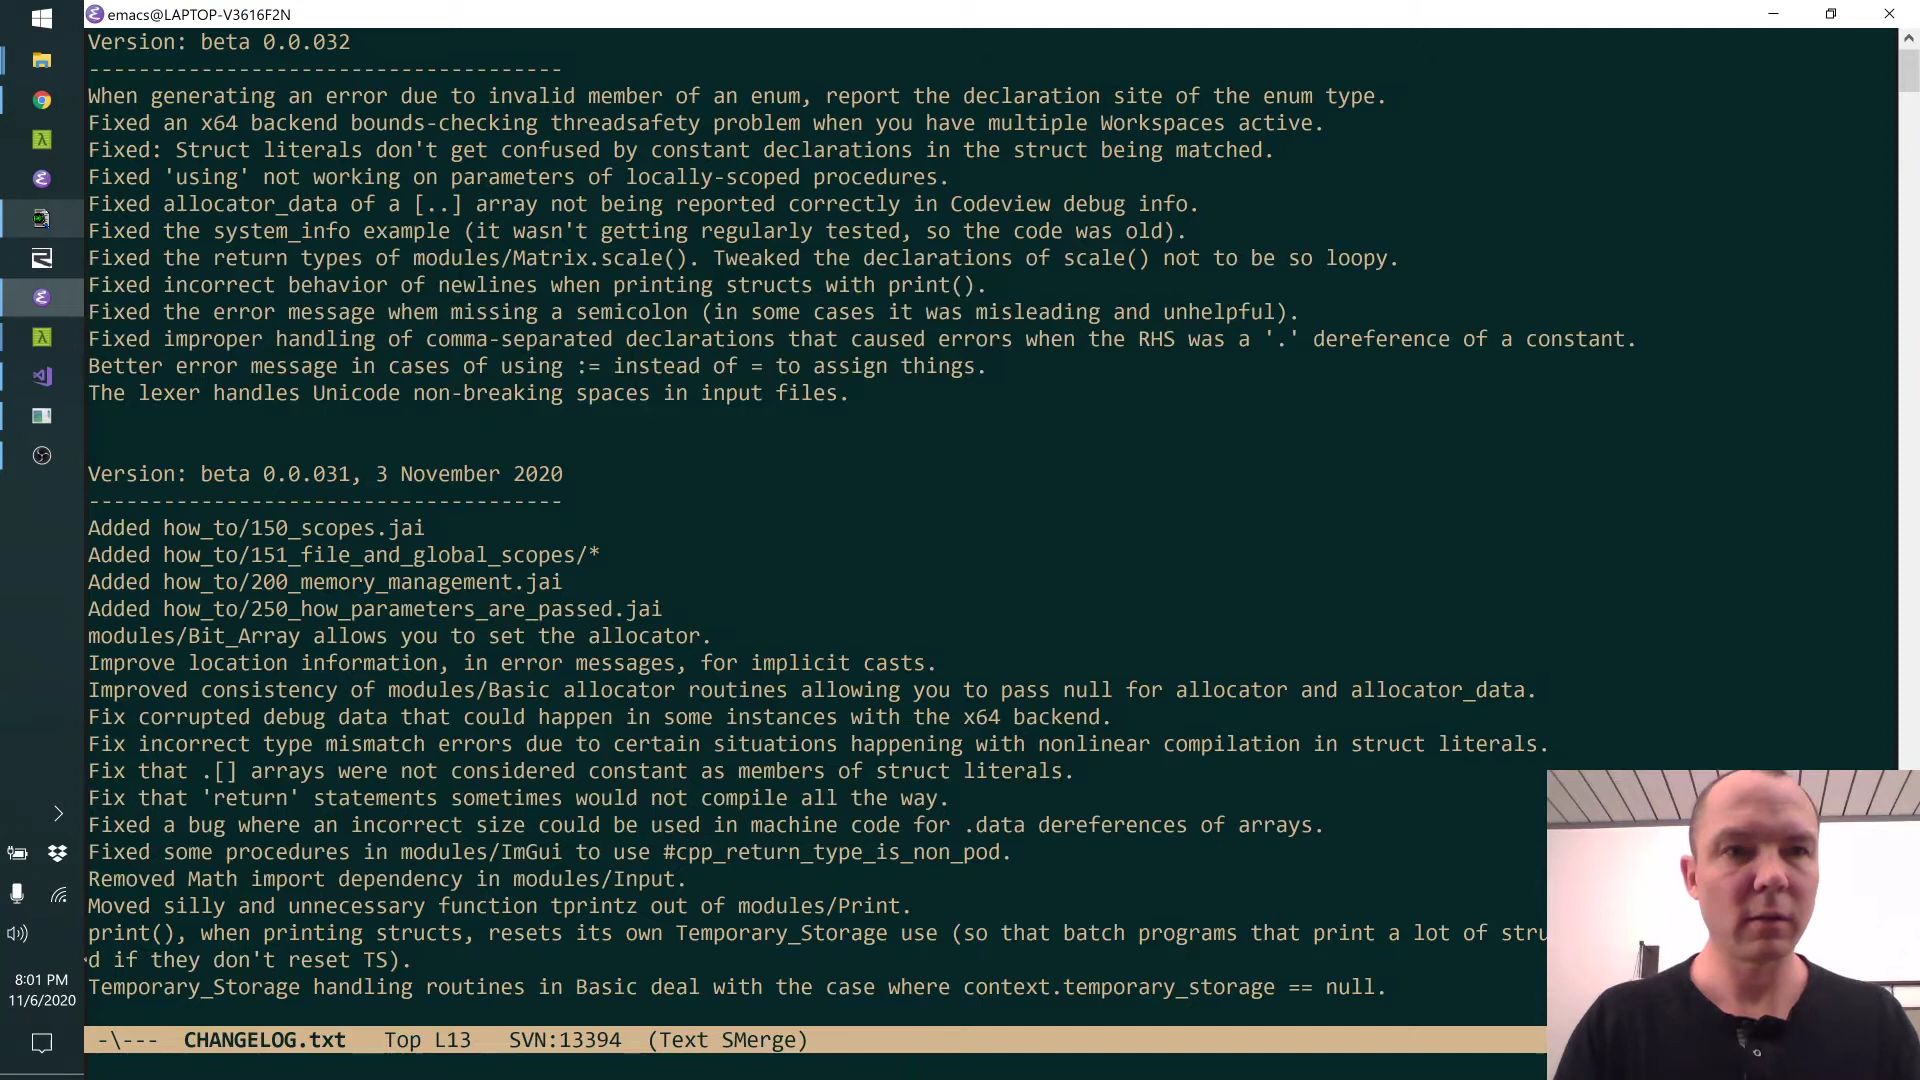 emacs@LAPTOP-V3616F2N
Version: beta 0.0.032
--------------------------------------
When generating an error due to invalid member of an enum, report the declaration site of the enum type.
Fixed an x64 backend bounds-checking threadsafety problem when you have multiple Workspaces active.
Fixed: Struct literals don't get confused by constant declarations in the struct being matched.
Fixed 'using' not working on parameters of locally-scoped procedures.
Fixed allocator_data of a [..] array not being reported correctly in Codeview debug info.
Fixed the system_info example (it wasn't getting regularly tested, so the code was old).
Fixed the return types of modules/Matrix.scale(). Tweaked the declarations of scale() not to be so loopy.
Fixed incorrect behavior of newlines when printing structs with print().
Fixed the error message whem missing a semicolon (in some cases it was misleading and unhelpful).
Fixed improper handling of comma-separated declarations that caused errors when the RHS was a '.' dereference of a constant.
Better error message in cases of using := instead of = to assign things.
The lexer handles Unicode non-breaking spaces in input files.
Version: beta 0.0.031, 3 November 2020
--------------------------------------
Added how_to/150_scopes.jai
Added how_to/151_file_and_global_scopes/*
Added how_to/200_memory_management.jai
Added how_to/250_how_parameters_are_passed.jai
modules/Bit_Array allows you to set the allocator.
Improve location information, in error messages, for implicit casts.
Improved consistency of modules/Basic allocator routines allowing you to pass null for allocator and allocator_data.
Fix corrupted debug data that could happen in some instances with the x64 backend.
Fix incorrect type mismatch errors due to certain situations happening with nonlinear compilation in struct literals.
Fix that .[] arrays were not considered constant as members of struct literals.
Fix that 'return' statements sometimes would not compile all the way.
Fixed a bug where an incorrect size could be used in machine code for .data dereferences of arrays.
Fixed some procedures in modules/ImGui to use #cpp_return_type_is_non_pod.
Removed Math import dependency in modules/Input.
Moved silly and unnecessary function tprintz out of modules/Print.
print(), when printing structs, resets its own Temporary_Storage use (so that batch programs that print a lot of stru
d if they don't reset TS).
Temporary_Storage handling routines in Basic deal with the case where context.temporary_storage == null.
-\--- CHANGELOG.txt Top L13 SVN:13394 (Text SMerge)
8:01 PM
11/6/2020